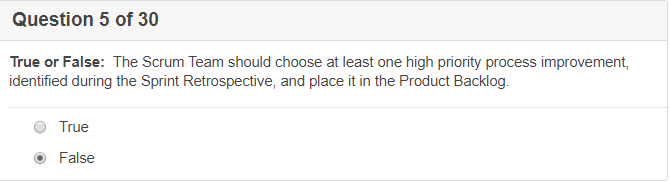 Question 5 of 30
True or False:  The Scrum Team should choose at least one high priority process improvement,
identified during the Sprint Retrospective, and place it in the Product Backlog.
True
False